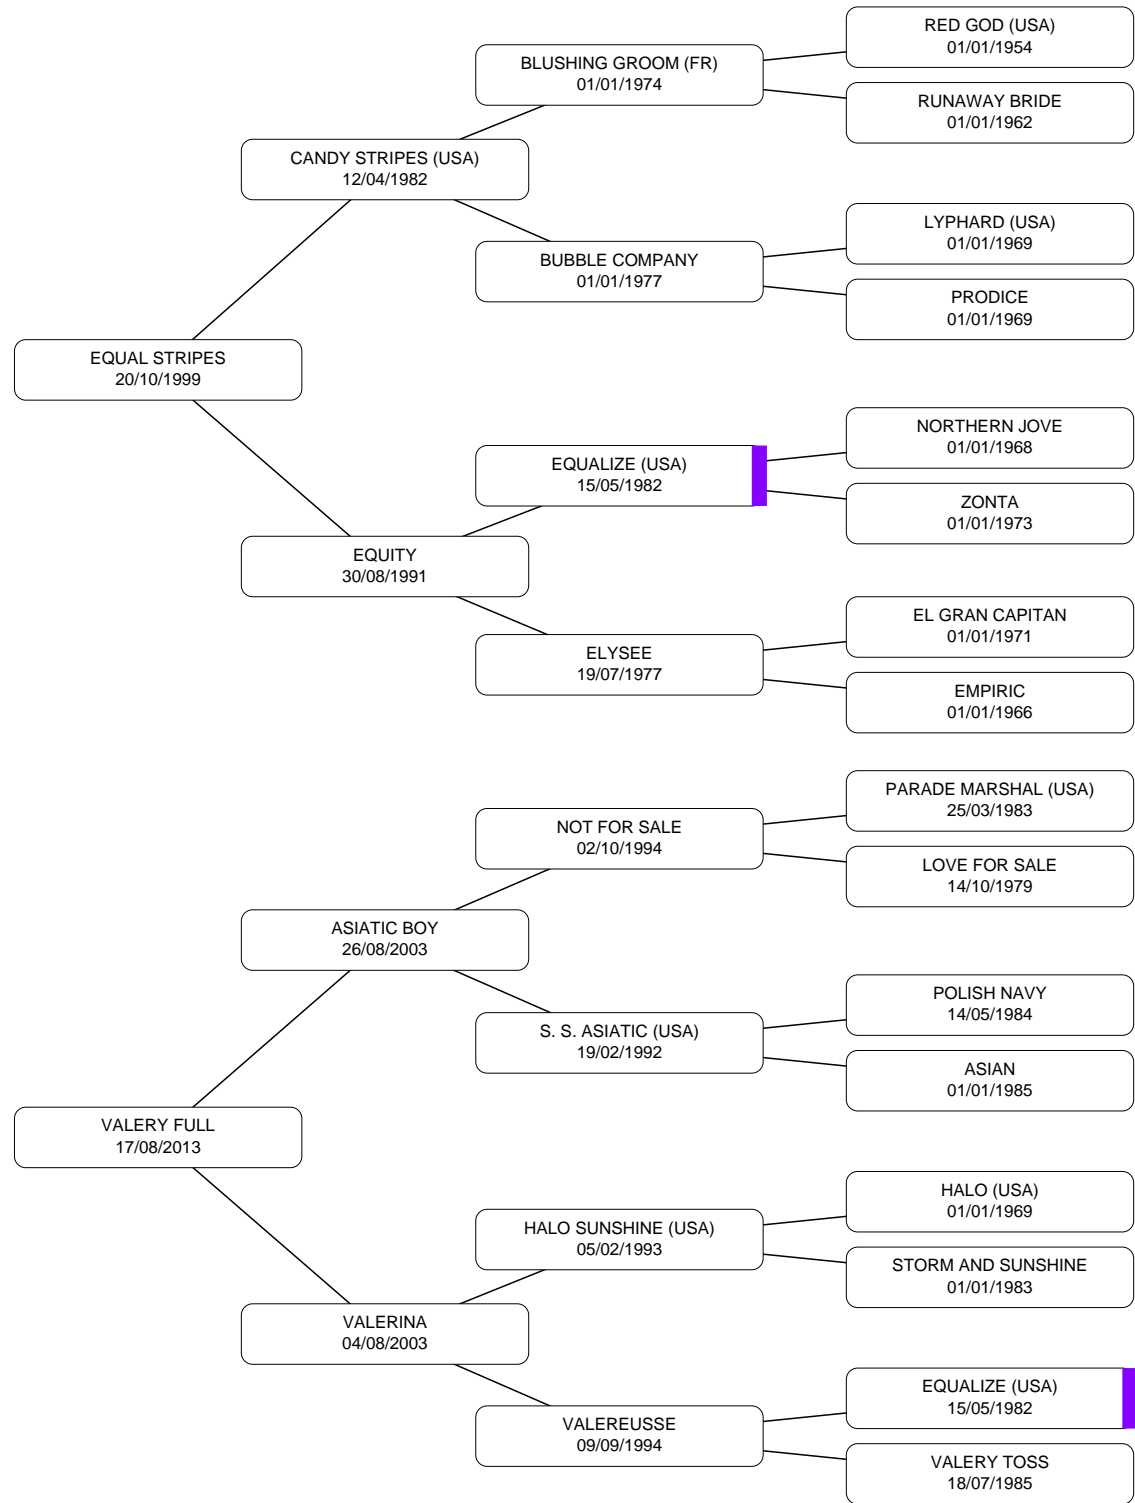 RED GOD (USA)
01/01/1954
BLUSHING GROOM (FR)
01/01/1974
RUNAWAY BRIDE
01/01/1962
CANDY STRIPES (USA)
12/04/1982
LYPHARD (USA)
01/01/1969
BUBBLE COMPANY
01/01/1977
PRODICE
01/01/1969
EQUAL STRIPES
20/10/1999
NORTHERN JOVE
01/01/1968
EQUALIZE (USA)
15/05/1982
ZONTA
01/01/1973
EQUITY
30/08/1991
EL GRAN CAPITAN
01/01/1971
ELYSEE
19/07/1977
EMPIRIC
01/01/1966
PARADE MARSHAL (USA)
25/03/1983
NOT FOR SALE
02/10/1994
LOVE FOR SALE
14/10/1979
ASIATIC BOY
26/08/2003
POLISH NAVY
14/05/1984
S. S. ASIATIC (USA)
19/02/1992
ASIAN
01/01/1985
VALERY FULL
17/08/2013
HALO (USA)
01/01/1969
HALO SUNSHINE (USA)
05/02/1993
STORM AND SUNSHINE
01/01/1983
VALERINA
04/08/2003
EQUALIZE (USA)
15/05/1982
VALEREUSSE
09/09/1994
VALERY TOSS
18/07/1985